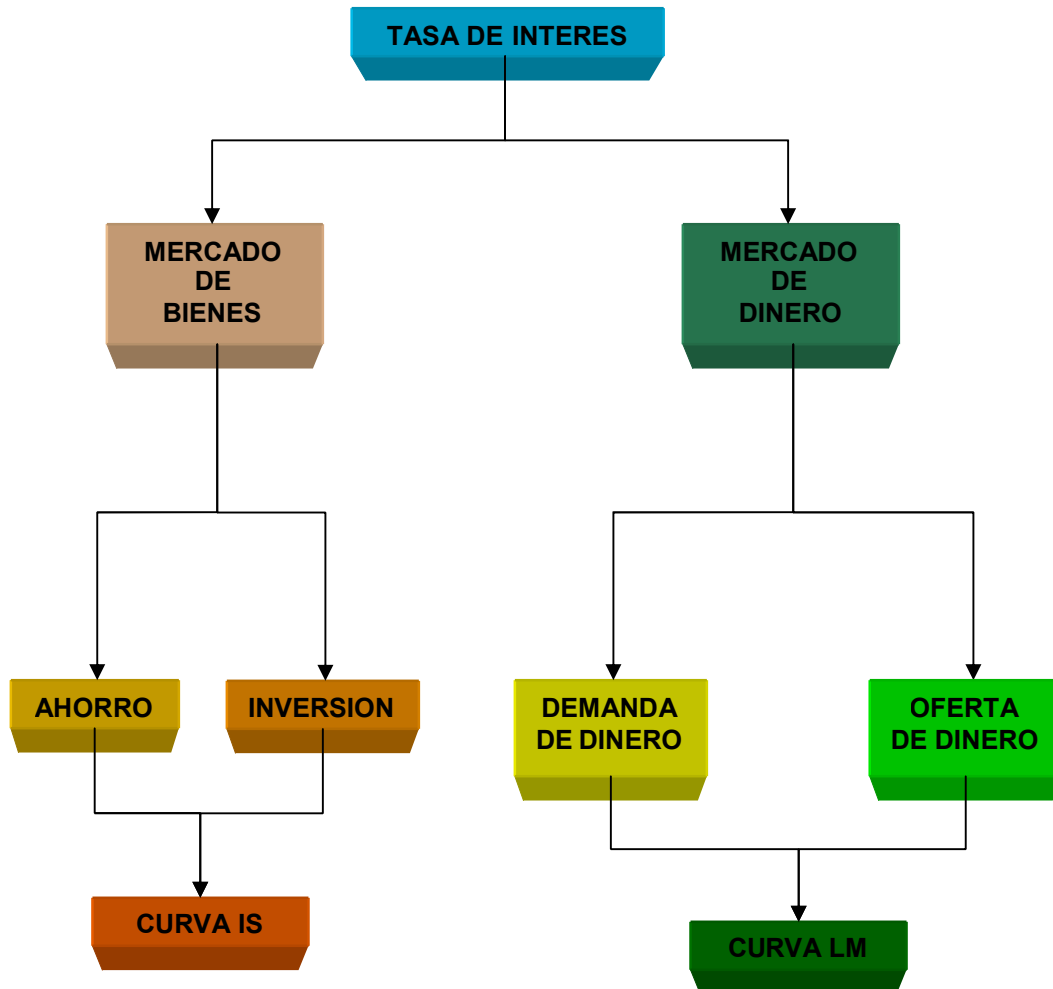 TASA DE INTERES
MERCADO
DE
BIENES
MERCADO
DE
DINERO
AHORRO
INVERSION
DEMANDA
DE DINERO
OFERTA
DE DINERO
CURVA IS
CURVA LM